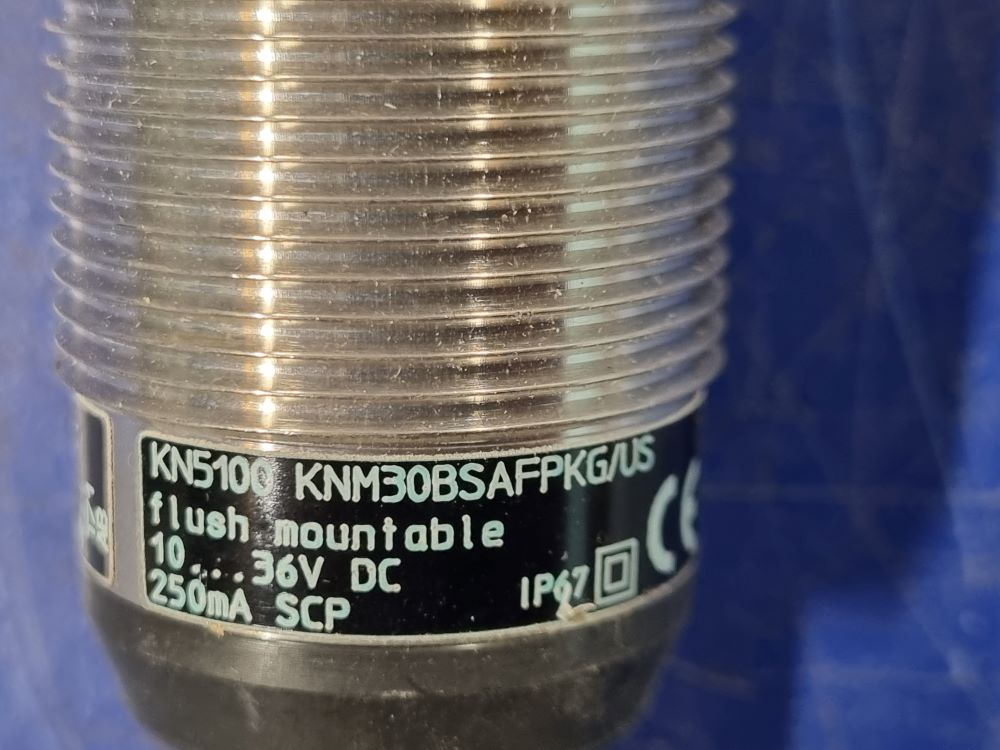 KN5100 KNM30BSAFPKG/US
flush mountable
10...36V DC
250mA SCP
IP67
CE